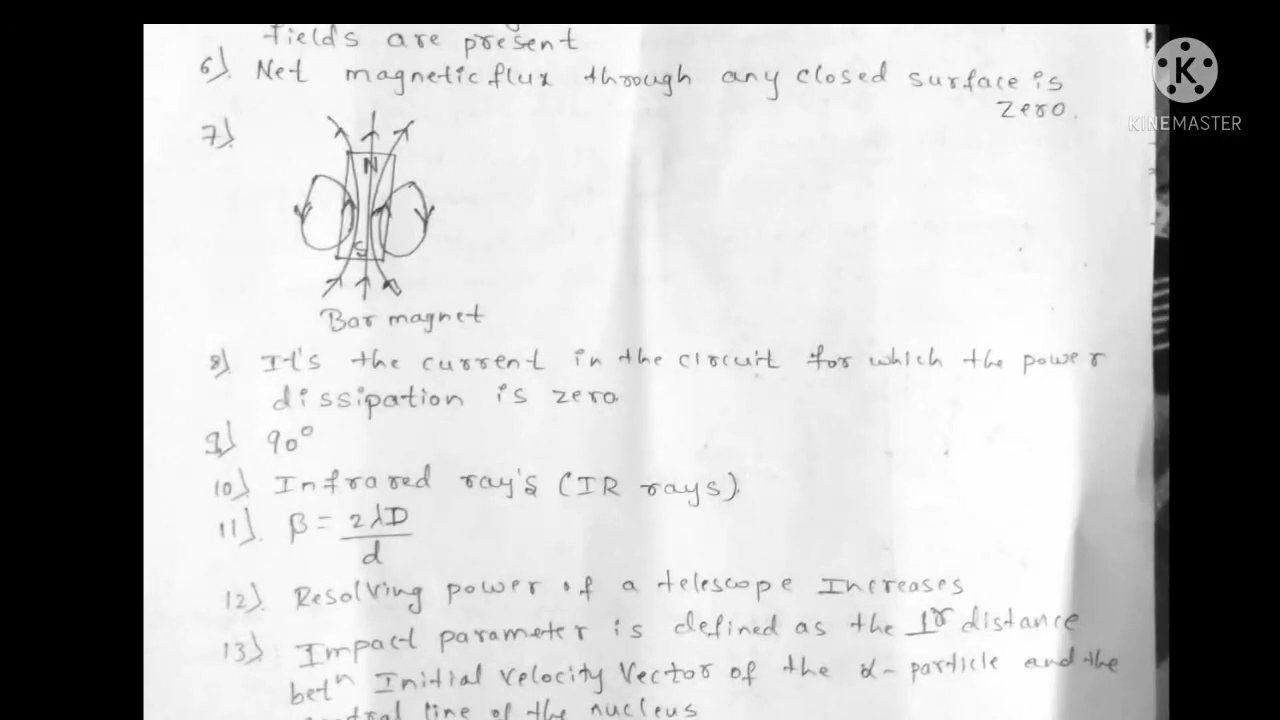 fields are present
6). Net magnetic flux through any closed surface is
zero.
7).
N
S
Bar magnet
8) It's the current in the circuit for which the power
dissipation is zero.
9) 90°
10). Infrared ray's (IR rays).
11). β = 2λD
d
12). Resolving power of a telescope Increases
13) Impact parameter is defined as the ⊥r distance
betn Initial velocity vector of the α-particle and the
central line of the nucleus
K
KINEMASTER